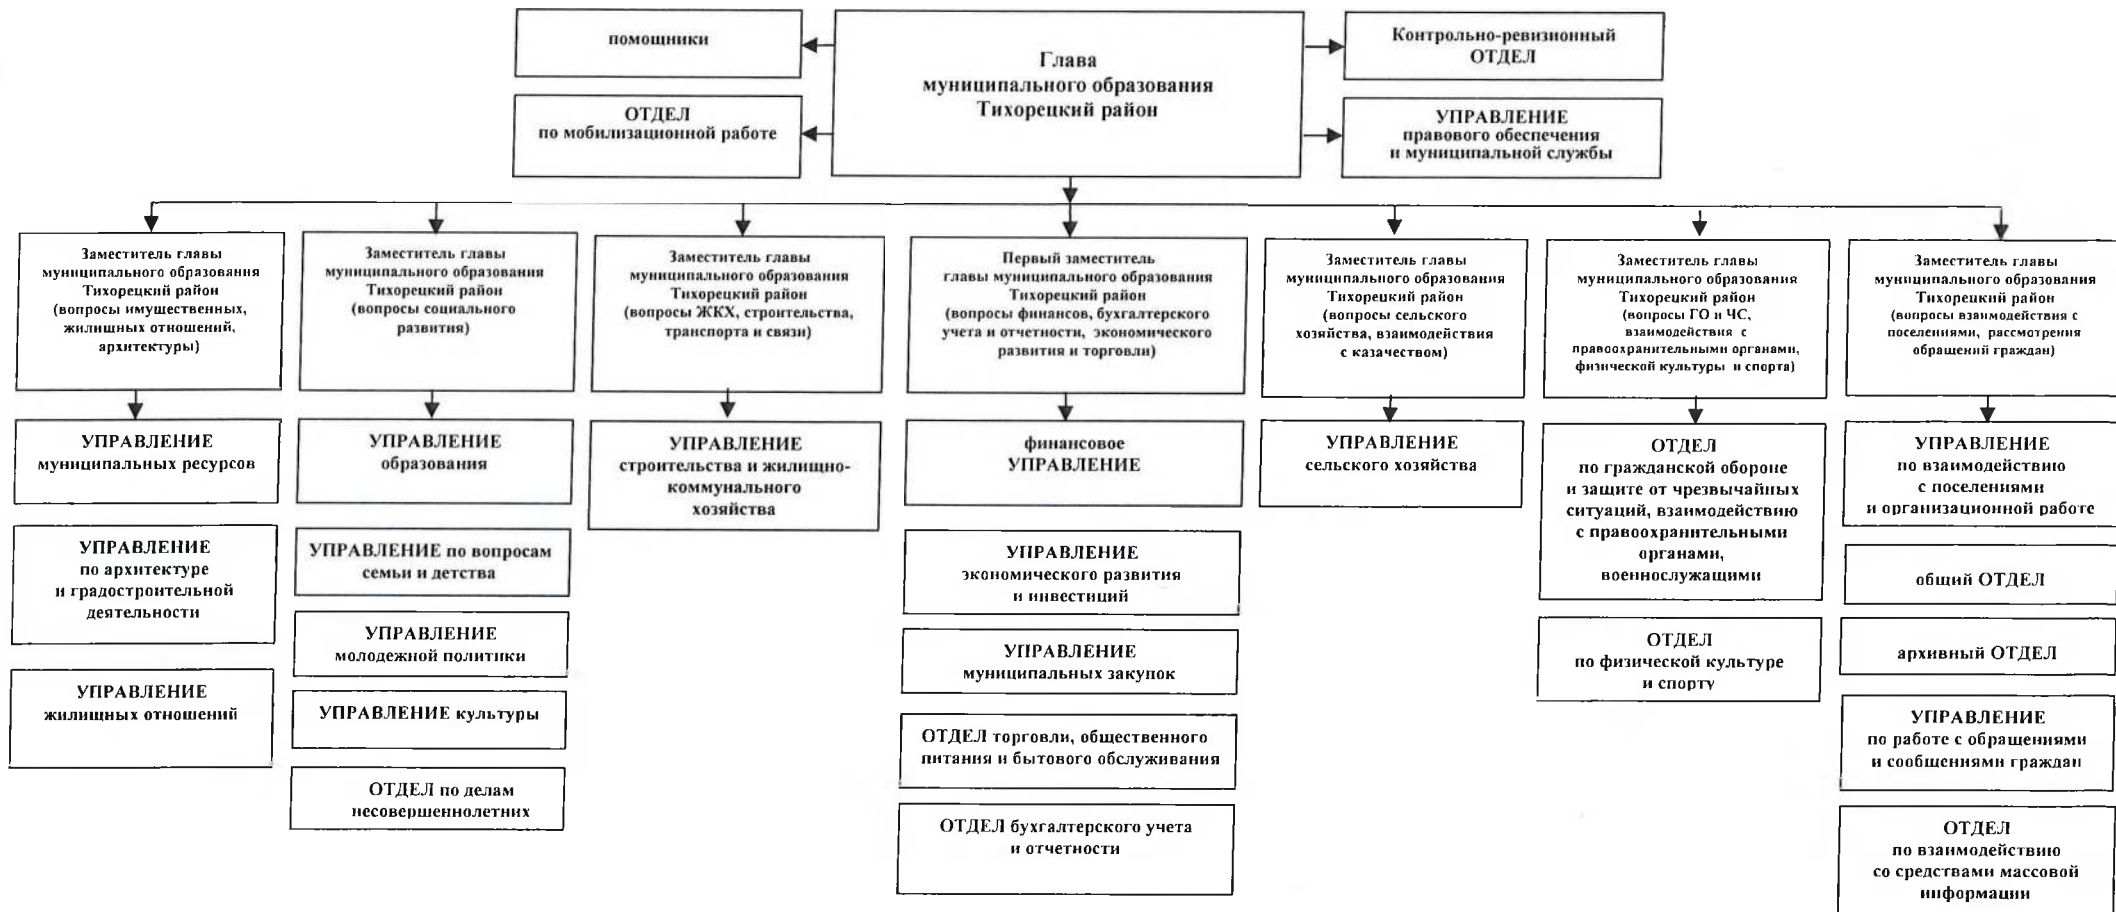 помощники
ОТДЕЛ
по мобилизационной работе
Глава
муниципального образования
Тихорецкий район
Контрольно-ревизионный
ОТДЕЛ
УПРАВЛЕНИЕ
правового обеспечения
и муниципальной службы
Заместитель главы
муниципального образования
Тихорецкий район
(вопросы имущественных,
жилищных отношений,
архитектуры)
Заместитель главы
муниципального образования
Тихорецкий район
(вопросы социального
развития)
Заместитель главы
муниципального образования
Тихорецкий район
(вопросы ЖКХ, строительства,
транспорта и связи)
Первый заместитель
главы муниципального образования
Тихорецкий район
(вопросы финансов, бухгалтерского
учета и отчетности, экономического
развития и торговли)
Заместитель главы
муниципального образования
Тихорецкий район
(вопросы сельского
хозяйства, взаимодействия
с казачеством)
Заместитель главы
муниципального образования
Тихорецкий район
(вопросы ГО и ЧС,
взаимодействия с
правоохранительными органами,
физической культуры и спорта)
Заместитель главы
муниципального образования
Тихорецкий район
(вопросы взаимодействия с
поселениями, рассмотрения
обращений граждан)
УПРАВЛЕНИЕ
муниципальных ресурсов
УПРАВЛЕНИЕ
по архитектуре
и градостроительной
деятельности
УПРАВЛЕНИЕ
жилищных отношений
УПРАВЛЕНИЕ
образования
УПРАВЛЕНИЕ по вопросам
семьи и детства
УПРАВЛЕНИЕ
молодежной политики
УПРАВЛЕНИЕ культуры
ОТДЕЛ по делам
несовершеннолетних
УПРАВЛЕНИЕ
строительства и жилищно-
коммунального
хозяйства
финансовое
УПРАВЛЕНИЕ
УПРАВЛЕНИЕ
экономического развития
и инвестиций
УПРАВЛЕНИЕ
муниципальных закупок
ОТДЕЛ торговли, общественного
питания и бытового обслуживания
ОТДЕЛ бухгалтерского учета
и отчетности
УПРАВЛЕНИЕ
сельского хозяйства
ОТДЕЛ
по гражданской обороне
и защите от чрезвычайных
ситуаций, взаимодействию
с правоохранительными
органами,
военнослужащими
ОТДЕЛ
по физической культуре
и спорту
УПРАВЛЕНИЕ
по взаимодействию
с поселениями
и организационной работе
общий ОТДЕЛ
архивный ОТДЕЛ
УПРАВЛЕНИЕ
по работе с обращениями
и сообщениями граждан
ОТДЕЛ
по взаимодействию
со средствами массовой
информации